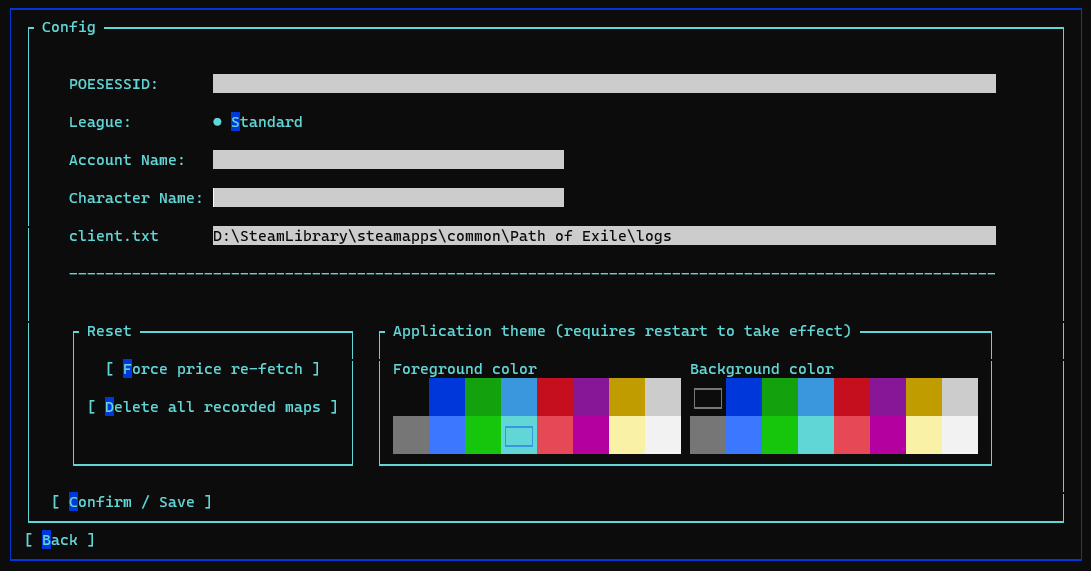 Config
POESESSID:
League: ● Standard
Account Name:
Character Name:
client.txt D:\SteamLibrary\steamapps\common\Path of Exile\logs
Reset
[ Force price re-fetch ]
[ Delete all recorded maps ]
Application theme (requires restart to take effect)
Foreground color Background color
[ Confirm / Save ]
[ Back ]